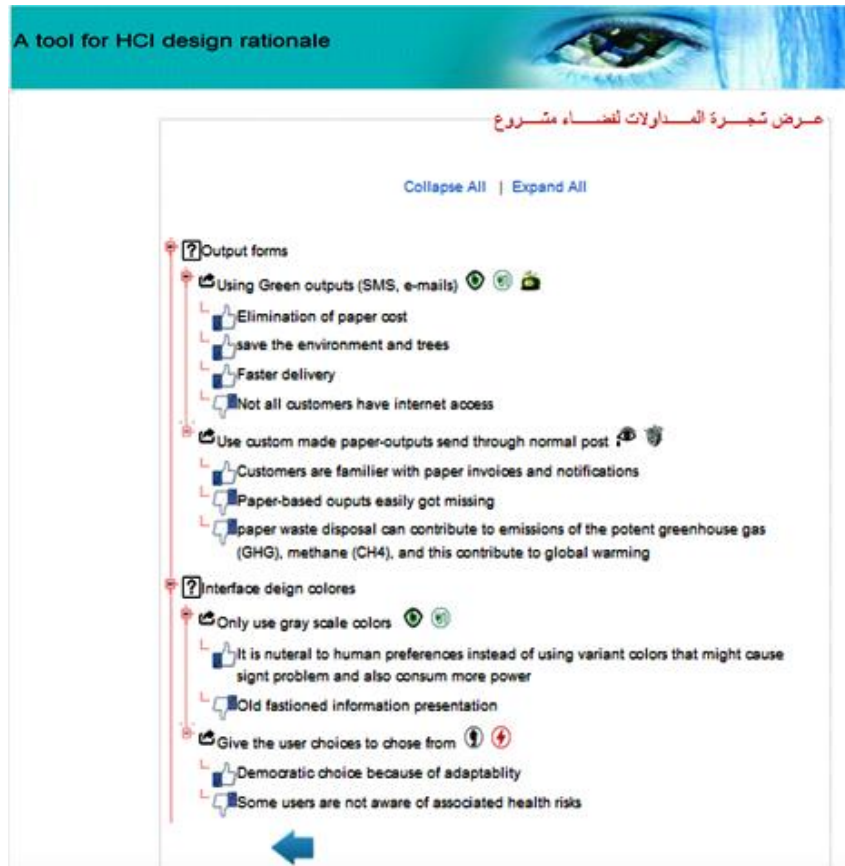 A tool for HCI design rationale
عرض شجرة المداولات لفضاء مشروع
Collapse All | Expand All
Output forms
Using Green outputs (SMS, e-mails)
Elimination of paper cost
save the environment and trees
Faster delivery
Not all customers have internet access
Use custom made paper-outputs send through normal post
Customers are familier with paper invoices and notifications
Paper-based ouputs easily got missing
paper waste disposal can contribute to emissions of the potent greenhouse gas
(GHG), methane (CH4), and this contribute to global warming
Interface deign colores
Only use gray scale colors
It is nuteral to human preferences instead of using variant colors that might cause
signt problem and also consum more power
Old fastioned information presentation
Give the user choices to chose from
Democratic choice because of adaptablity
Some users are not aware of associated health risks